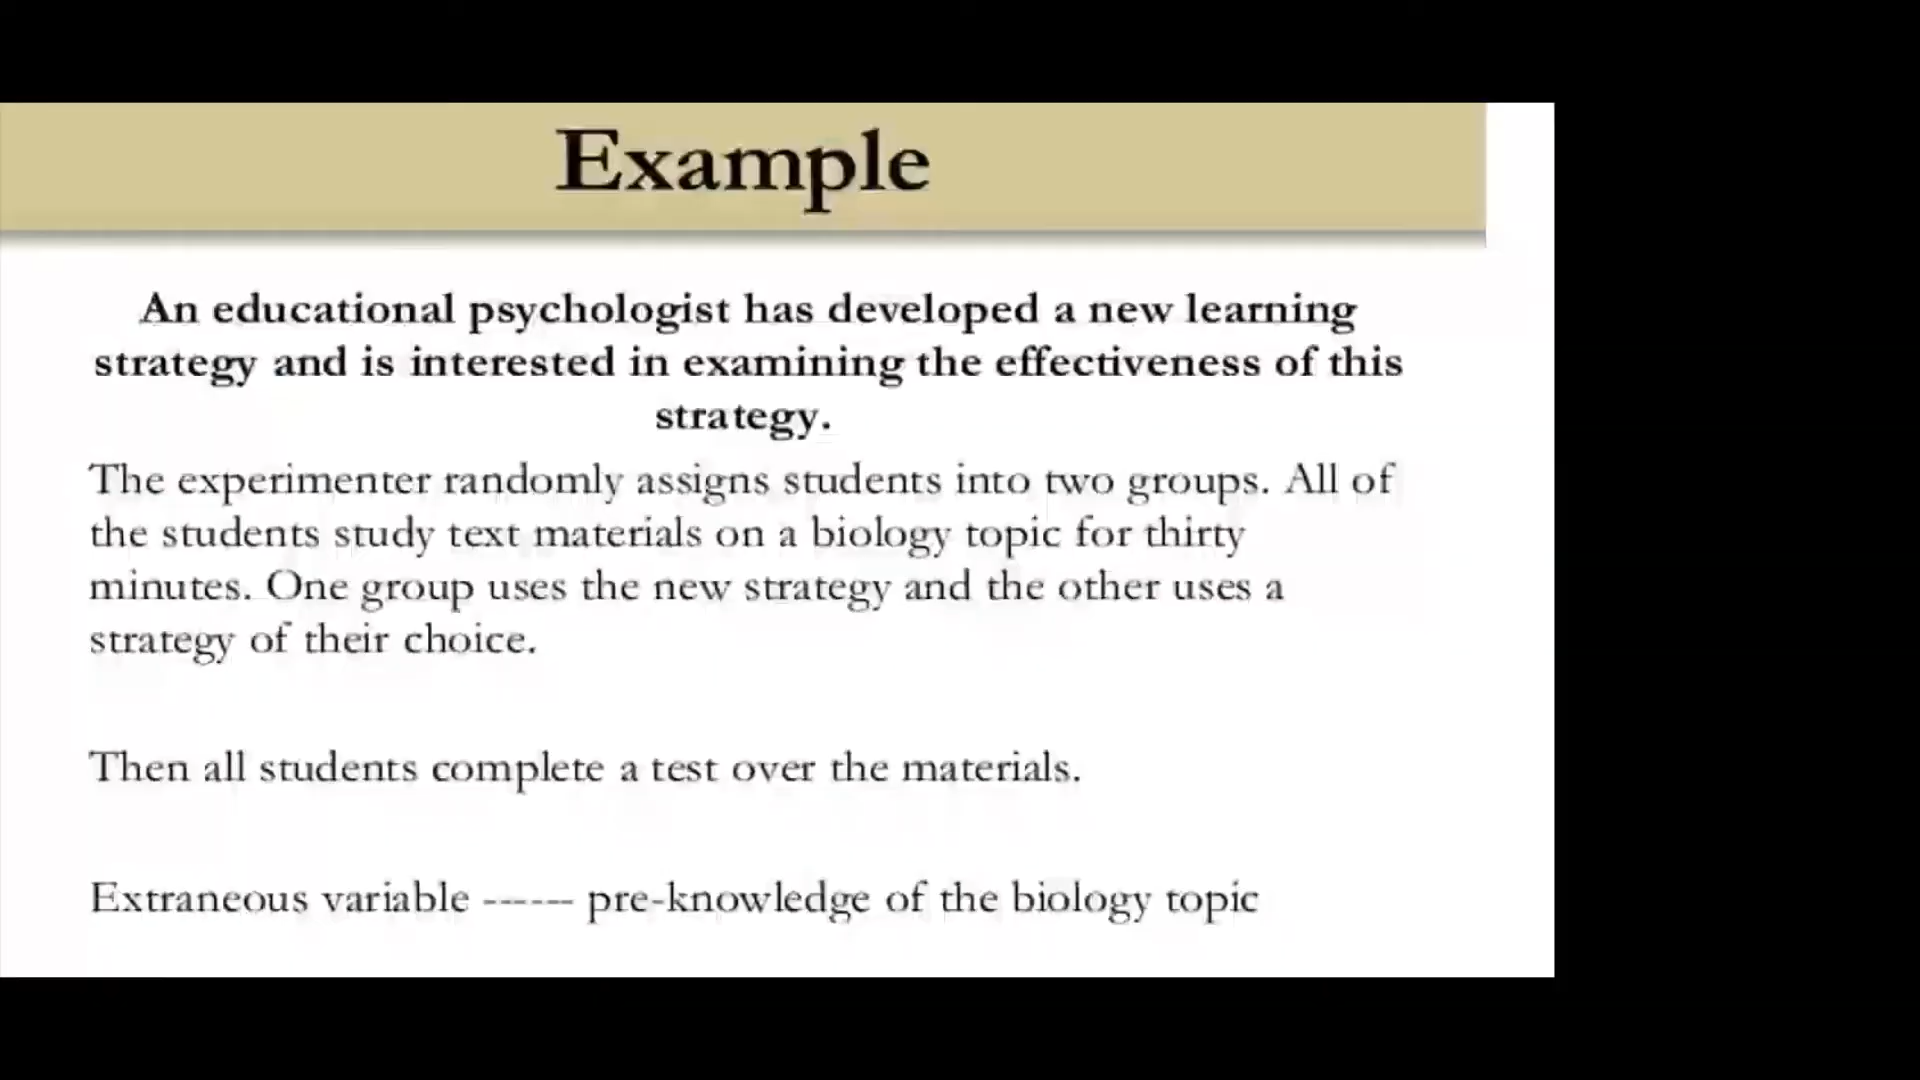 Example
An educational psychologist has developed a new learning
strategy and is interested in examining the effectiveness of this
strategy.
The experimenter randomly assigns students into two groups. All of
the students study text materials on a biology topic for thirty
minutes. One group uses the new strategy and the other uses a
strategy of their choice.
Then all students complete a test over the materials.
Extraneous variable ------ pre-knowledge of the biology topic